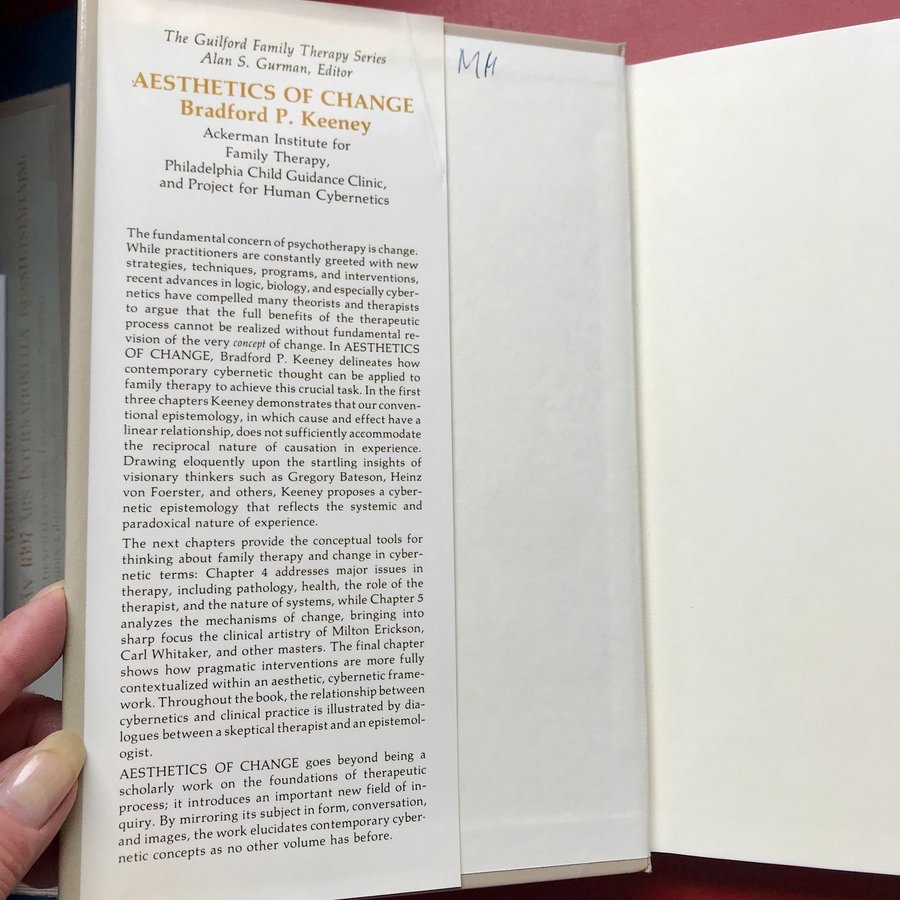 The Guilford Family Therapy Series
Alan S. Gurman, Editor
AESTHETICS OF CHANGE
Bradford P. Keeney
Ackerman Institute for
Family Therapy,
Philadelphia Child Guidance Clinic,
and Project for Human Cybernetics
The fundamental concern of psychotherapy is change.
While practitioners are constantly greeted with new
strategies, techniques, programs, and interventions,
recent advances in logic, biology, and especially cyber-
netics have compelled many theorists and therapists
to argue that the full benefits of the therapeutic
process cannot be realized without fundamental re-
vision of the very concept of change. In AESTHETICS
OF CHANGE, Bradford P. Keeney delineates how
contemporary cybernetic thought can be applied to
family therapy to achieve this crucial task. In the first
three chapters Keeney demonstrates that our conven-
tional epistemology, in which cause and effect have a
linear relationship, does not sufficiently accommodate
the reciprocal nature of causation in experience.
Drawing eloquently upon the startling insights of
visionary thinkers such as Gregory Bateson, Heinz
von Foerster, and others, Keeney proposes a cyber-
netic epistemology that reflects the systemic and
paradoxical nature of experience.
The next chapters provide the conceptual tools for
thinking about family therapy and change in cyber-
netic terms: Chapter 4 addresses major issues in
therapy, including pathology, health, the role of the
therapist, and the nature of systems, while Chapter 5
analyzes the mechanisms of change, bringing into
sharp focus the clinical artistry of Milton Erickson,
Carl Whitaker, and other masters. The final chapter
shows how pragmatic interventions are more fully
contextualized within an aesthetic, cybernetic frame-
work. Throughout the book, the relationship between
cybernetics and clinical practice is illustrated by dia-
logues between a skeptical therapist and an epistemol-
ogist.
AESTHETICS OF CHANGE goes beyond being a
scholarly work on the foundations of therapeutic
process; it introduces an important new field of in-
quiry. By mirroring its subject in form, conversation,
and images, the work elucidates contemporary cyber-
netic concepts as no other volume has before.
MH